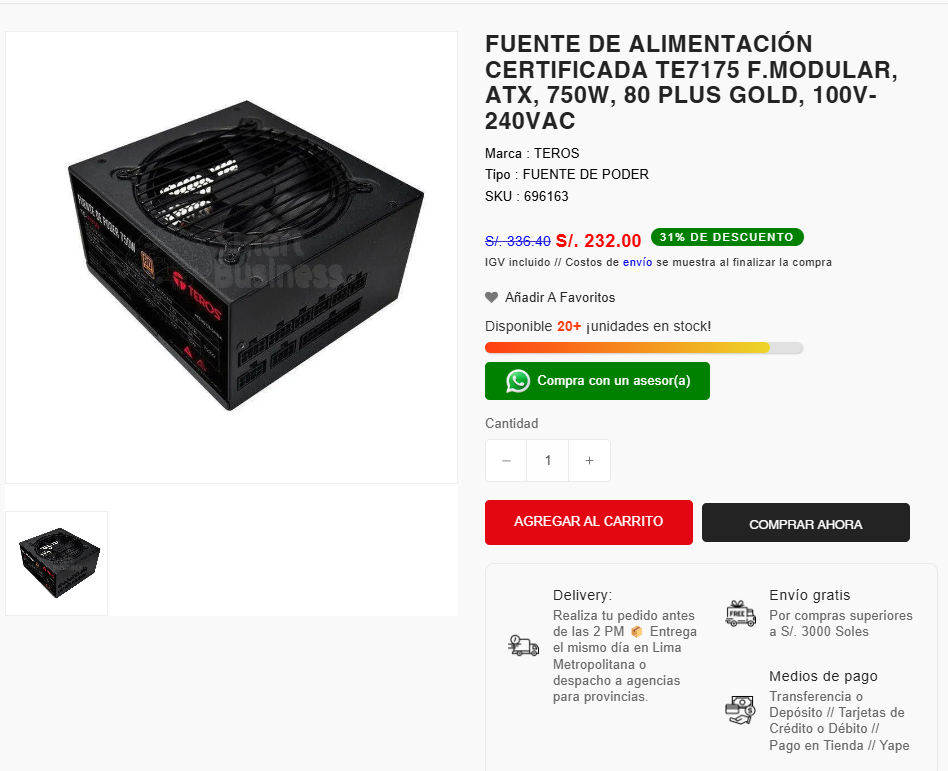 FUENTE DE ALIMENTACIÓN
CERTIFICADA TE7175 F.MODULAR,
ATX, 750W, 80 PLUS GOLD, 100V-
240VAC
Marca : TEROS
Tipo : FUENTE DE PODER
SKU : 696163
S/. 336.40 S/. 232.00 31% DE DESCUENTO
IGV incluido // Costos de envío se muestra al finalizar la compra
Añadir A Favoritos
Disponible 20+ ¡unidades en stock!
Compra con un asesor(a)
Cantidad
− 1 +
AGREGAR AL CARRITO
COMPRAR AHORA
Delivery:
Realiza tu pedido antes
de las 2 PM 📦 Entrega
el mismo día en Lima
Metropolitana o
despacho a agencias
para provincias.
FREE
Envío gratis
Por compras superiores
a S/. 3000 Soles
Medios de pago
Transferencia o
Depósito // Tarjetas de
Crédito o Débito //
Pago en Tienda // Yape
FUENTE DE PODER 750W
TEROS
Smart
Business